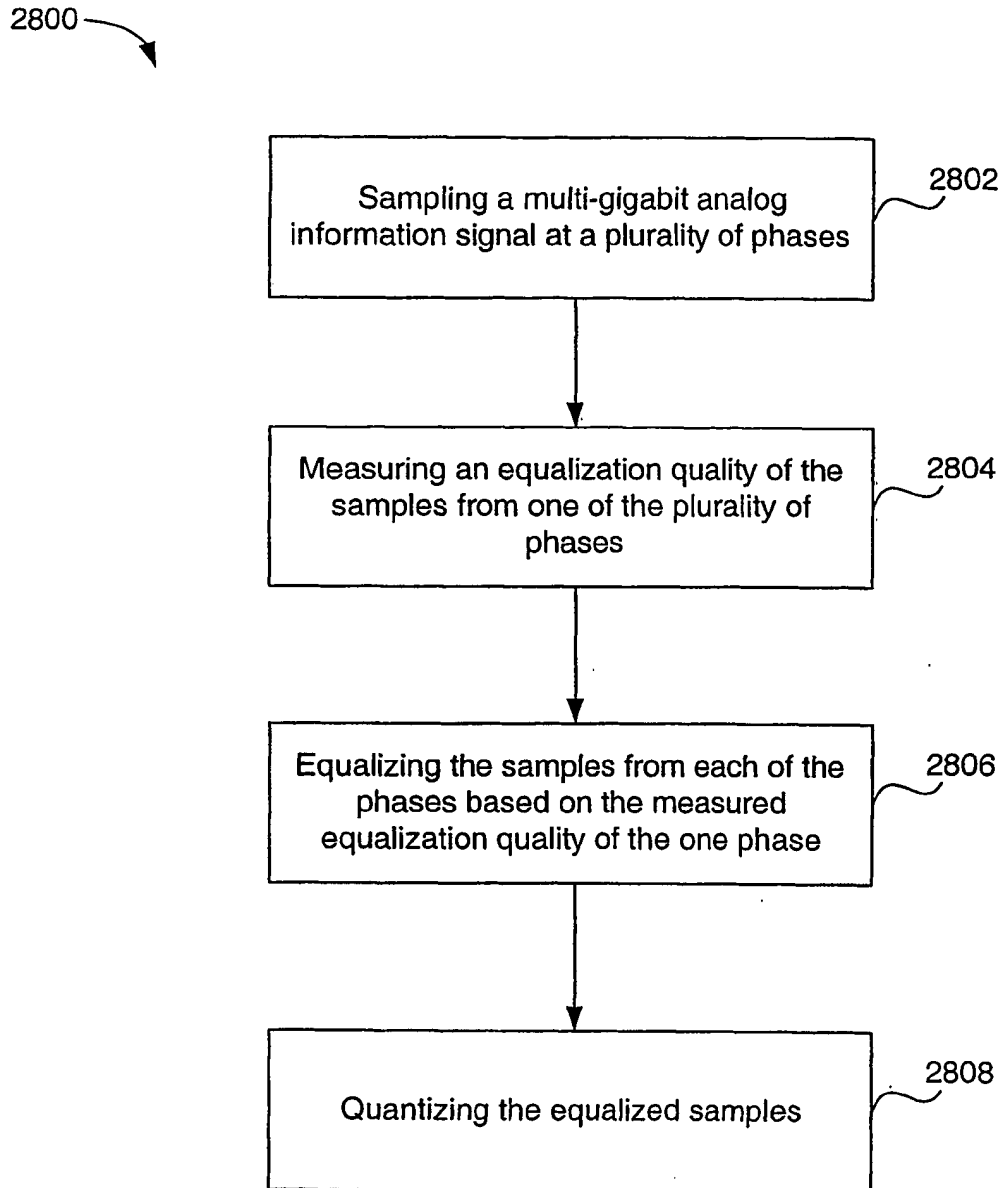 2800
Sampling a multi-gigabit analog
information signal at a plurality of phases
2802
Measuring an equalization quality of the
samples from one of the plurality of
phases
2804
Equalizing the samples from each of the
phases based on the measured
equalization quality of the one phase
2806
Quantizing the equalized samples
2808